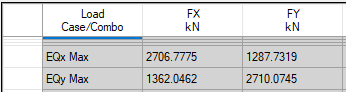 Load Case/Combo FX kN FY kN
EQx Max 2706.7775 1287.7319
EQy Max 1362.0462 2710.0745